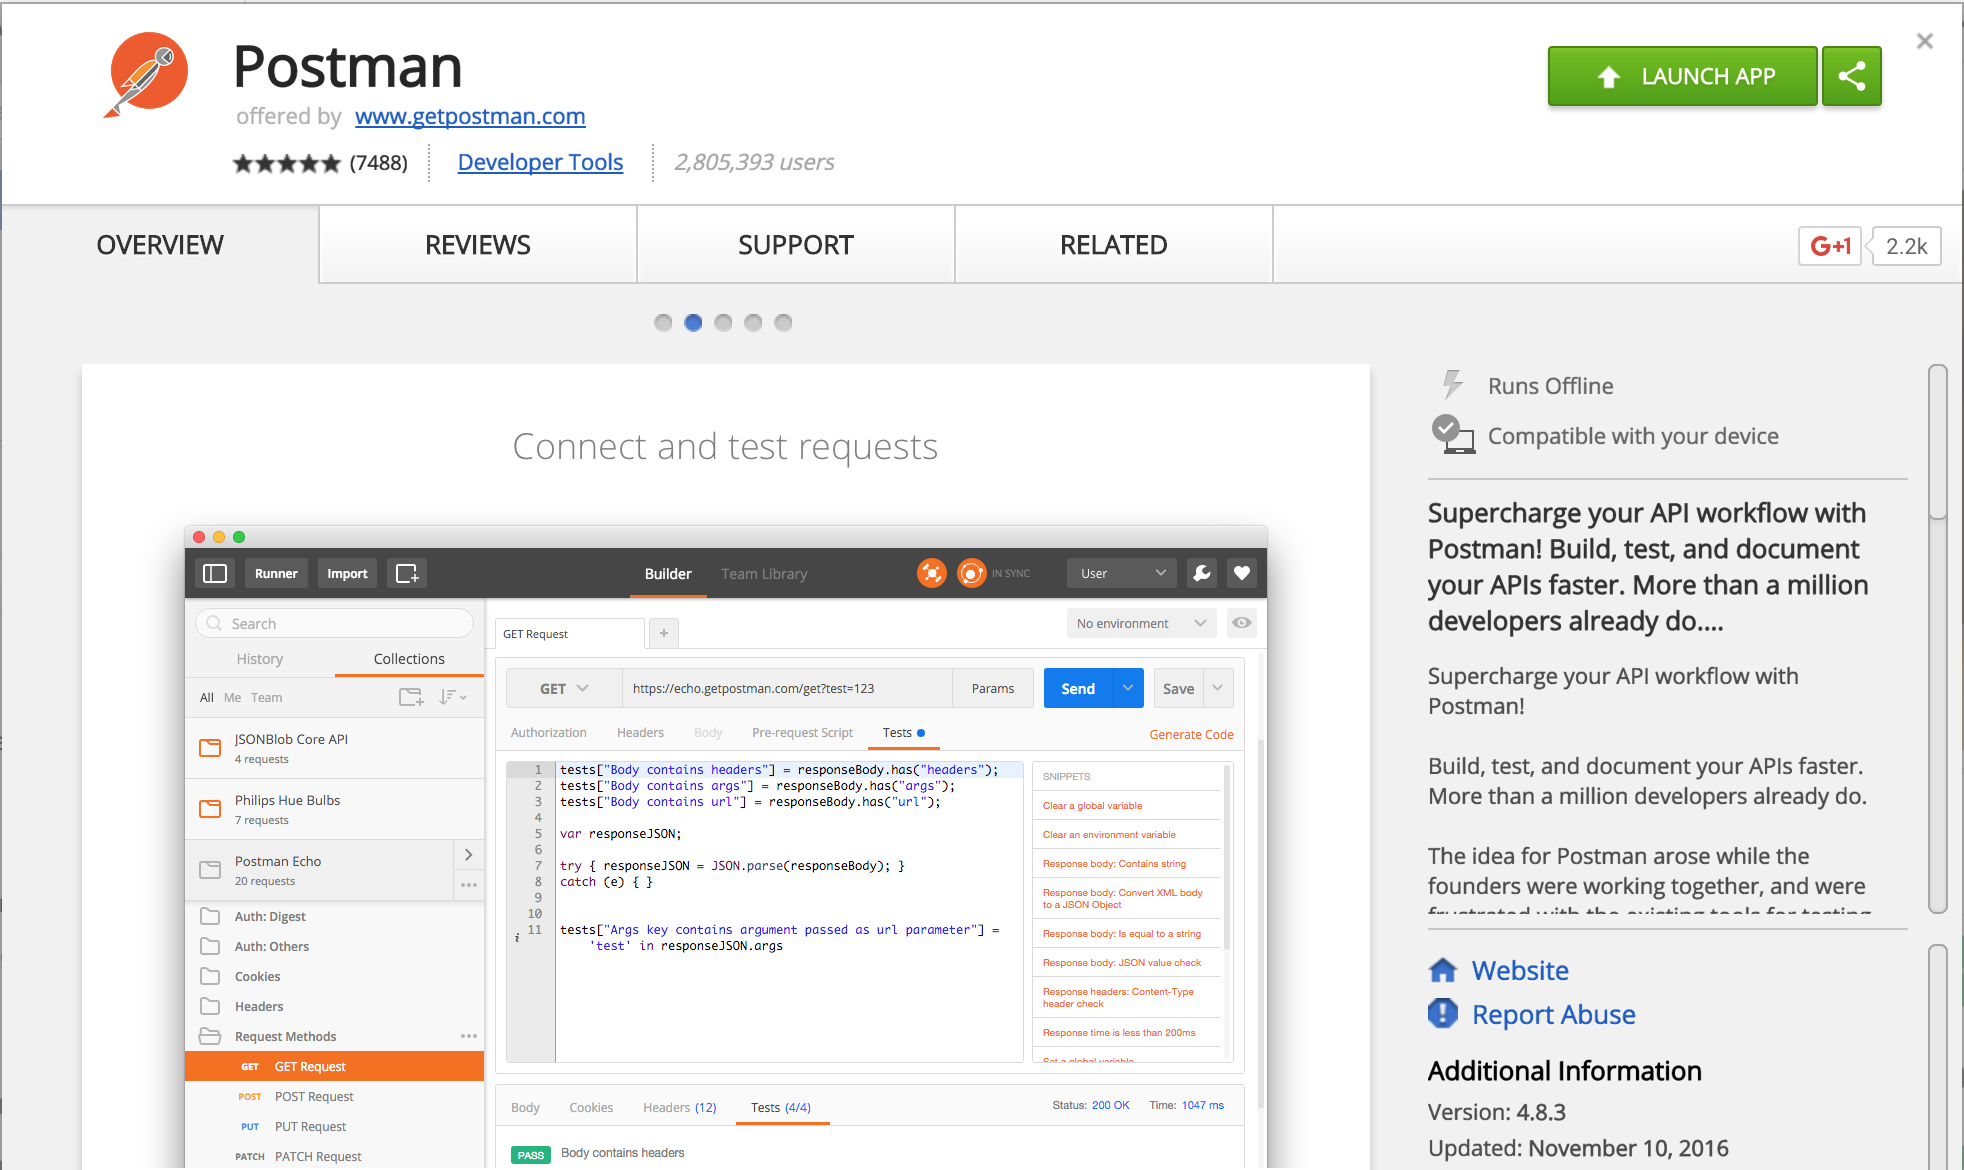 Postman
offered by www.getpostman.com
(7488)
Developer Tools
2,805,393 users
LAUNCH APP
OVERVIEW
REVIEWS
SUPPORT
RELATED
G+1
2.2k
Connect and test requests
Runner
Import
Builder
Team Library
IN SYNC
User
Search
History
Collections
All Me Team
JSONBlob Core API
4 requests
Philips Hue Bulbs
7 requests
Postman Echo
20 requests
Auth: Digest
Auth: Others
Cookies
Headers
Request Methods
GET GET Request
POST POST Request
PUT PUT Request
PATCH PATCH Request
GET Request
+
No environment
GET
https://echo.getpostman.com/get?test=123
Params
Send
Save
Authorization
Headers
Body
Pre-request Script
Tests
Generate Code
1 tests["Body contains headers"] = responseBody.has("headers");
2 tests["Body contains args"] = responseBody.has("args");
3 tests["Body contains url"] = responseBody.has("url");
4
5 var responseJSON;
6
7 try { responseJSON = JSON.parse(responseBody); }
8 catch (e) { }
9
10
i 11 tests["Args key contains argument passed as url parameter"] =
'test' in responseJSON.args
SNIPPETS
Clear a global variable
Clear an environment variable
Response body: Contains string
Response body: Convert XML body
to a JSON Object
Response body: Is equal to a string
Response body: JSON value check
Response headers: Content-Type
header check
Response time is less than 200ms
Set a global variable
Body
Cookies
Headers (12)
Tests (4/4)
Status: 200 OK
Time: 1047 ms
PASS Body contains headers
Runs Offline
Compatible with your device
Supercharge your API workflow with
Postman! Build, test, and document
your APIs faster. More than a million
developers already do....
Supercharge your API workflow with
Postman!
Build, test, and document your APIs faster.
More than a million developers already do.
The idea for Postman arose while the
founders were working together, and were
frustrated with the existing tools for testing
Website
Report Abuse
Additional Information
Version: 4.8.3
Updated: November 10, 2016